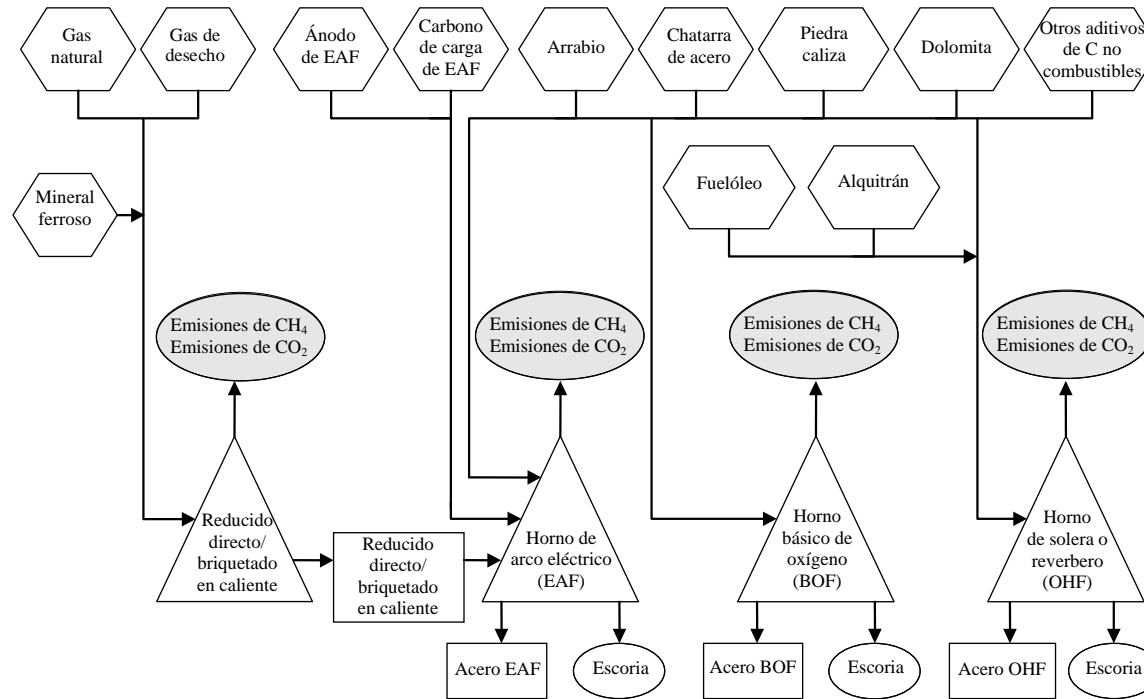 Gas
natural
Gas de
desecho
Ánodo
de EAF
Carbono
de carga
de EAF
Arrabio
Chatarra
de acero
Piedra
caliza
Dolomita
Otros aditivos
de C no
combustibles
Fuelóleo
Alquitrán
Mineral
ferroso
Emisiones de CH₄
Emisiones de CO₂
Emisiones de CH₄
Emisiones de CO₂
Emisiones de CH₄
Emisiones de CO₂
Emisiones de CH₄
Emisiones de CO₂
Reducido
directo/
briquetado
en caliente
Reducido
directo/
briquetado
en caliente
Horno de
arco eléctrico
(EAF)
Horno
básico de
oxígeno
(BOF)
Horno
de solera o
reverbero
(OHF)
Acero EAF
Escoria
Acero BOF
Escoria
Acero OHF
Escoria